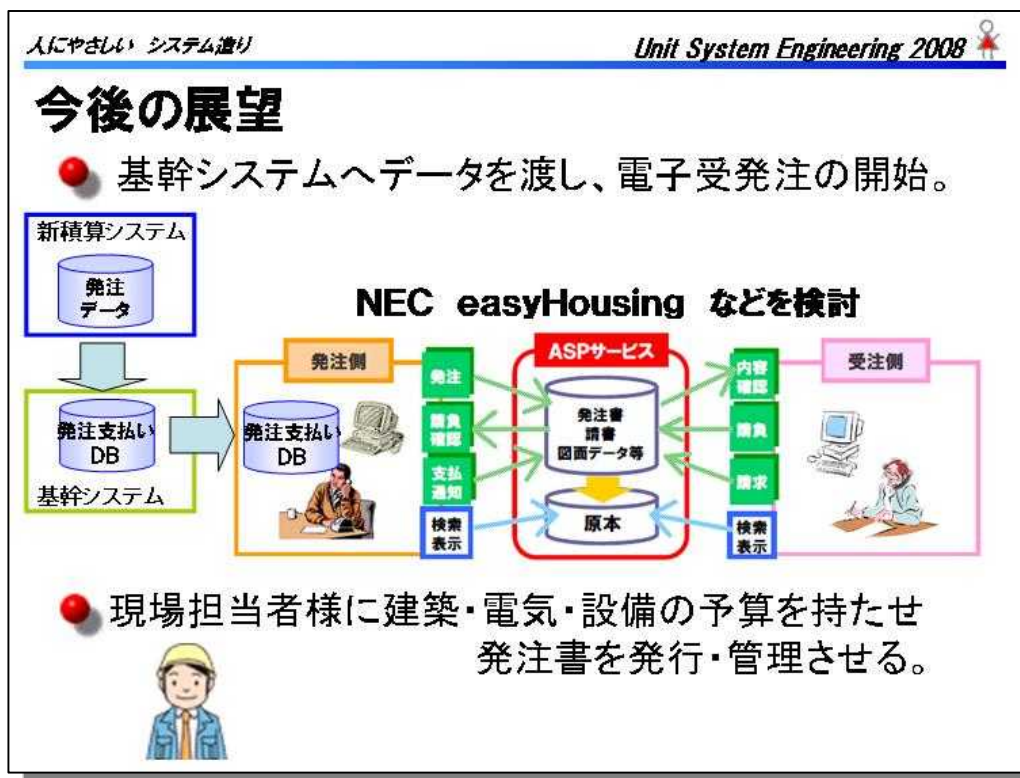 人にやさしい システム造り
Unit System Engineering 2008
今後の展望
基幹システムへデータを渡し、電子受発注の開始。
新積算システム
発注
データ
NEC easyHousing などを検討
発注支払い
DB
基幹システム
発注側
発注支払い
DB
発注
請負
確認
支払
通知
検索
表示
ASPサービス
発注書
請書
図面データ等
原本
内容
確認
請負
請求
検索
表示
受注側
現場担当者様に建築・電気・設備の予算を持たせ
発注書を発行・管理させる。